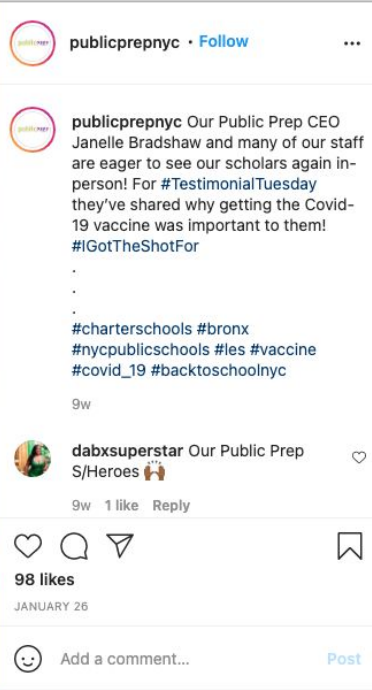 publicprepnyc • Follow
publicprepnyc Our Public Prep CEO
Janelle Bradshaw and many of our staff
are eager to see our scholars again in-
person! For #TestimonialTuesday
they've shared why getting the Covid-
19 vaccine was important to them!
#IGotTheShotFor
.
.
.
#charterschools #bronx
#nycpublicschools #les #vaccine
#covid_19 #backtoschoolnyc
9w
dabxsuperstar Our Public Prep
S/Heroes 🙌🏾
9w 1 like Reply
98 likes
JANUARY 26
Add a comment...
Post